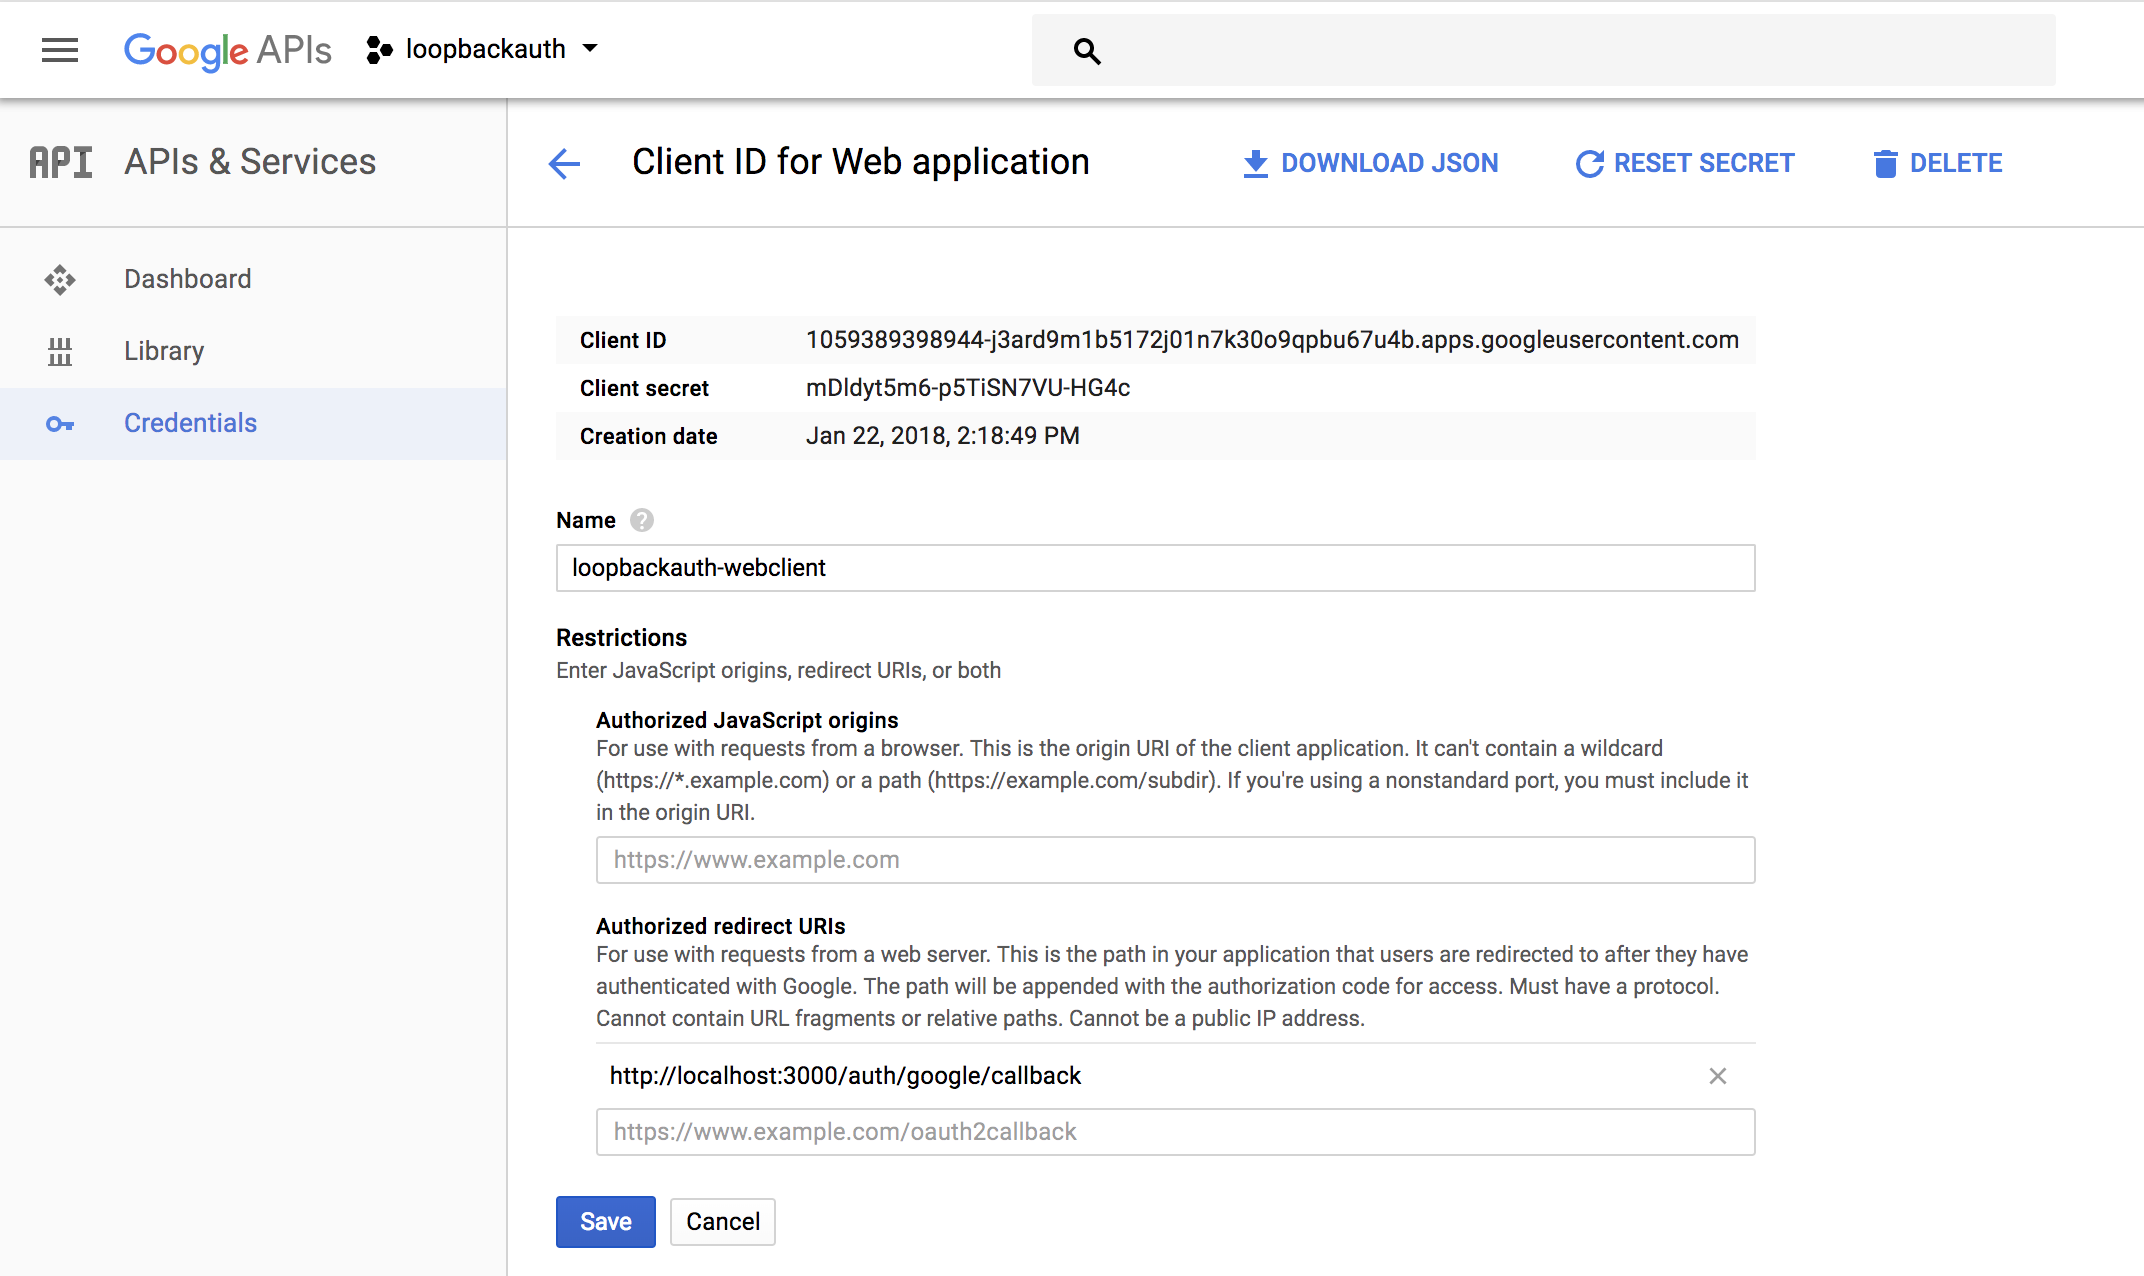 Google APIs
loopbackauth
API
APIs & Services
Client ID for Web application
DOWNLOAD JSON
RESET SECRET
DELETE
Dashboard
Library
Credentials
Client ID 1059389398944-j3ard9m1b5172j01n7k30o9qpbu67u4b.apps.googleusercontent.com
Client secret mDldyt5m6-p5TiSN7VU-HG4c
Creation date Jan 22, 2018, 2:18:49 PM
Name ?
loopbackauth-webclient
Restrictions
Enter JavaScript origins, redirect URIs, or both
Authorized JavaScript origins
For use with requests from a browser. This is the origin URI of the client application. It can't contain a wildcard
(https://*.example.com) or a path (https://example.com/subdir). If you're using a nonstandard port, you must include it
in the origin URI.
https://www.example.com
Authorized redirect URIs
For use with requests from a web server. This is the path in your application that users are redirected to after they have
authenticated with Google. The path will be appended with the authorization code for access. Must have a protocol.
Cannot contain URL fragments or relative paths. Cannot be a public IP address.
http://localhost:3000/auth/google/callback
https://www.example.com/oauth2callback
Save
Cancel